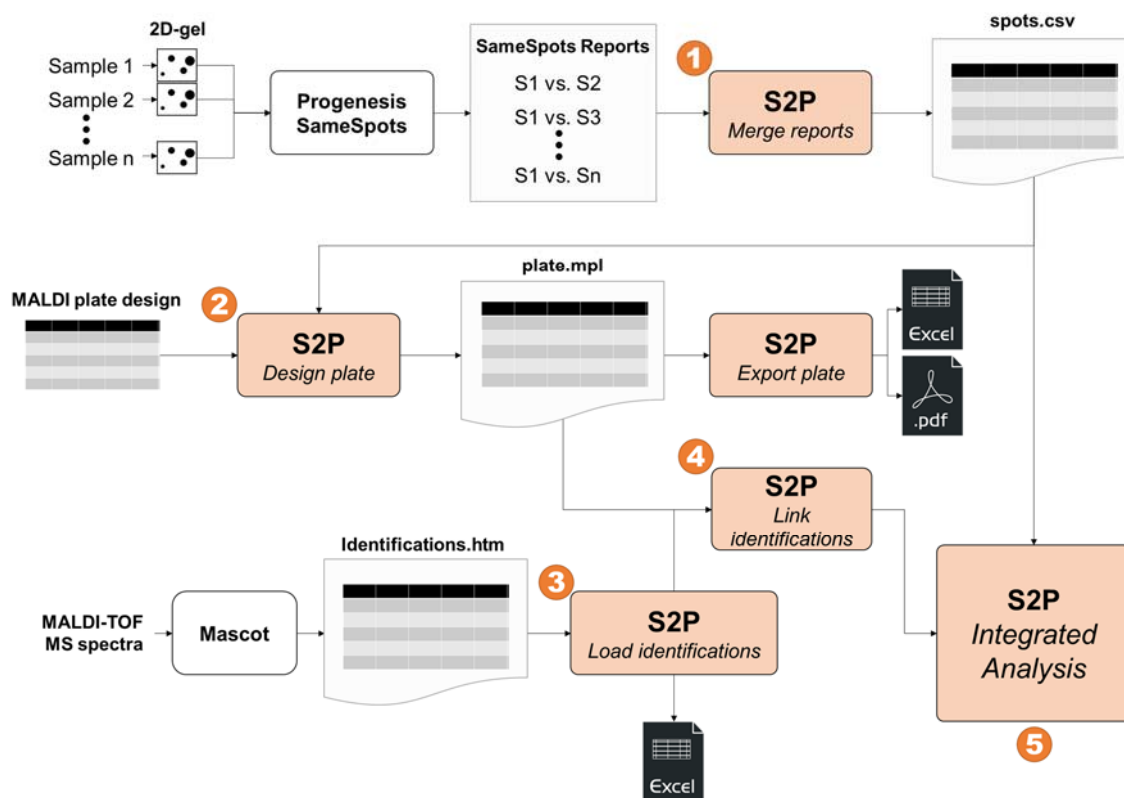 2D-gel
Sample 1
Sample 2
Sample n
Progenesis
SameSpots
SameSpots Reports
S1 vs. S2
S1 vs. S3
S1 vs. Sn
1
S2P
Merge reports
spots.csv
MALDI plate design
2
S2P
Design plate
plate.mpl
S2P
Export plate
Excel
.pdf
4
S2P
Link
identifications
MALDI-TOF
MS spectra
Mascot
Identifications.htm
3
S2P
Load identifications
Excel
S2P
Integrated
Analysis
5